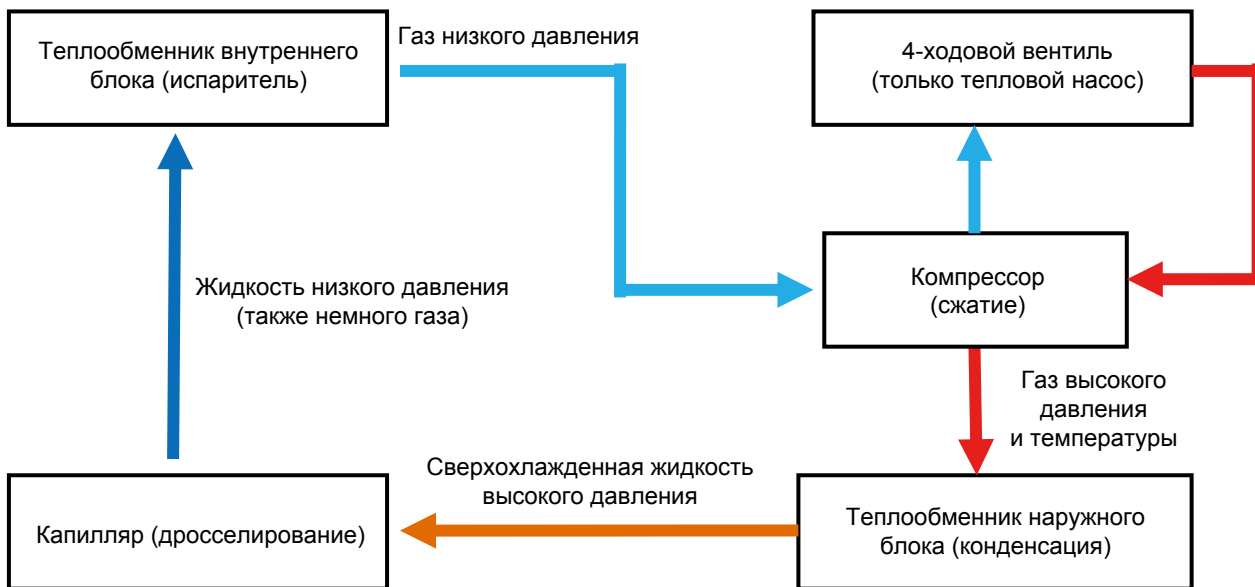 Теплообменник внутреннего
блока (испаритель)
Газ низкого давления
4-ходовой вентиль
(только тепловой насос)
Жидкость низкого давления
(также немного газа)
Компрессор
(сжатие)
Газ высокого
давления
и температуры
Сверхохлажденная жидкость
высокого давления
Капилляр (дросселирование)
Теплообменник наружного
блока (конденсация)